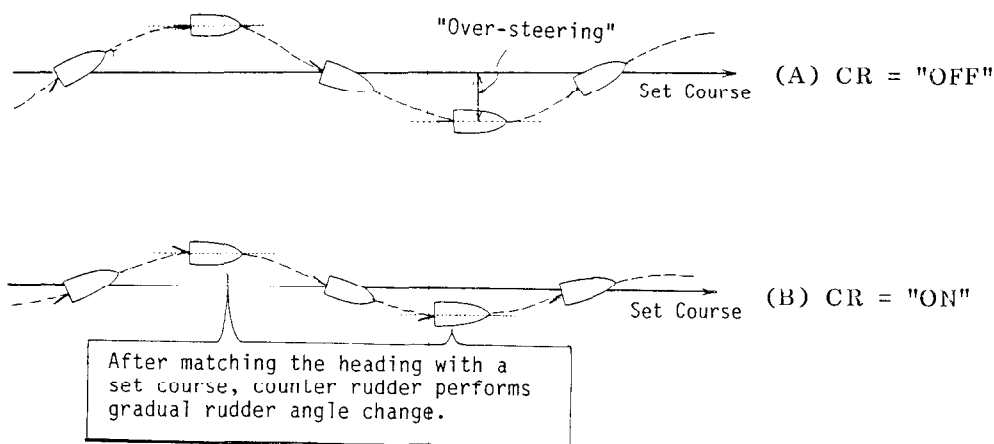 "Over-steering"
(A) CR = "OFF"
Set Course
(B) CR = "ON"
Set Course
After matching the heading with a
set course, counter rudder performs
gradual rudder angle change.